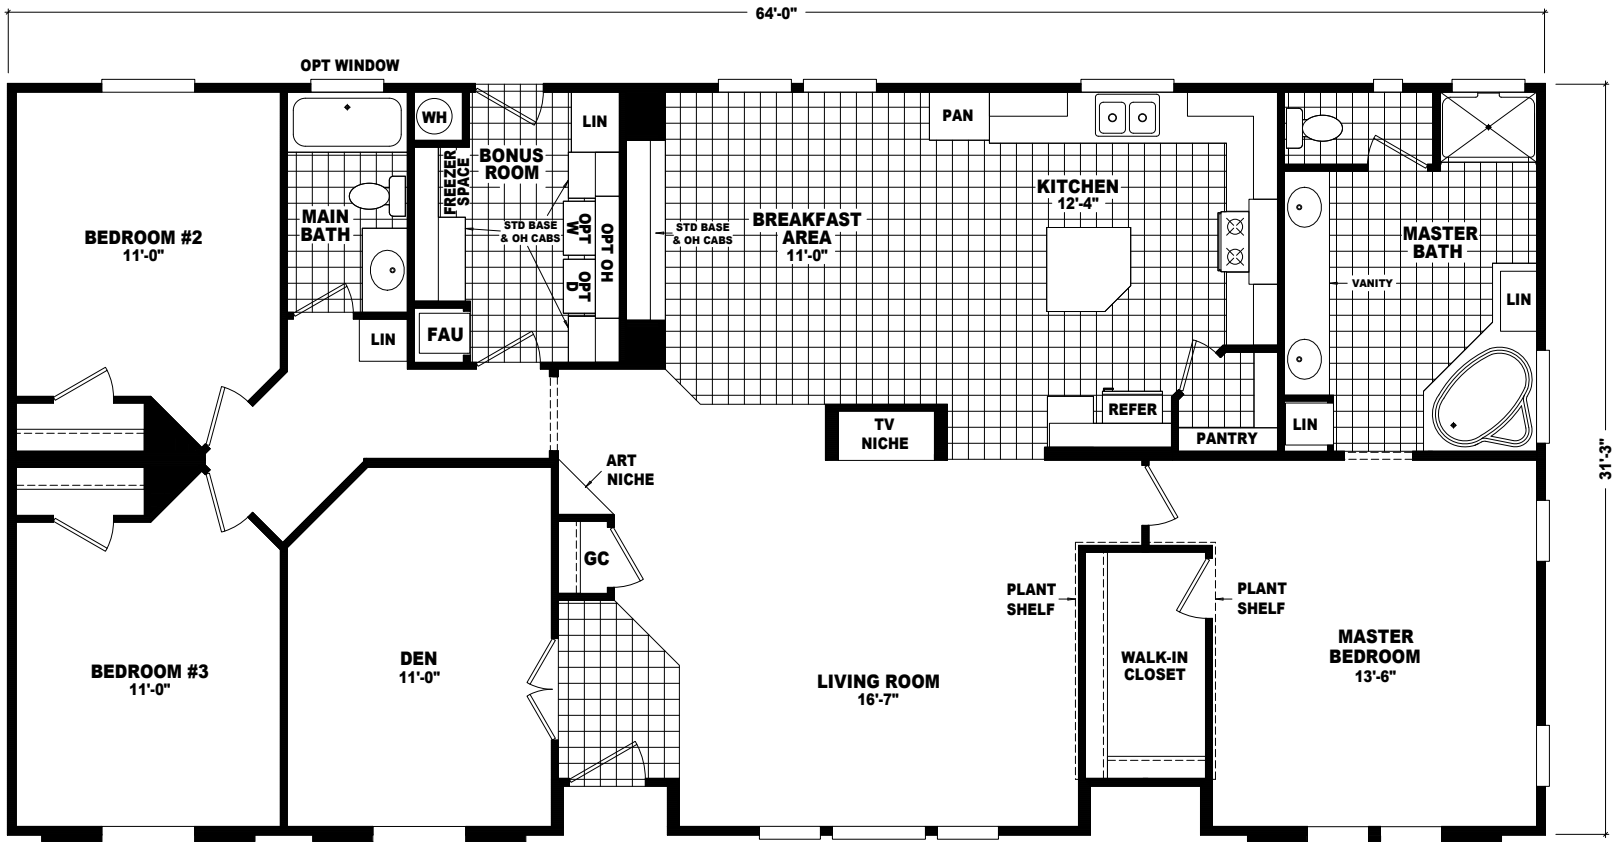 64'-0"
OPT WINDOW
WH
LIN
PAN
BONUS
ROOM
FREEZER
SPACE
MAIN
BATH
BEDROOM #2
11'-0"
STD BASE
& OH CABS
OPT
W
OPT OH
OPT
D
STD BASE
& OH CABS
BREAKFAST
AREA
11'-0"
KITCHEN
12'-4"
MASTER
BATH
VANITY
LIN
LIN
FAU
REFER
TV
NICHE
PANTRY
LIN
31'-3"
ART
NICHE
GC
PLANT
SHELF
PLANT
SHELF
BEDROOM #3
11'-0"
DEN
11'-0"
LIVING ROOM
16'-7"
WALK-IN
CLOSET
MASTER
BEDROOM
13'-6"